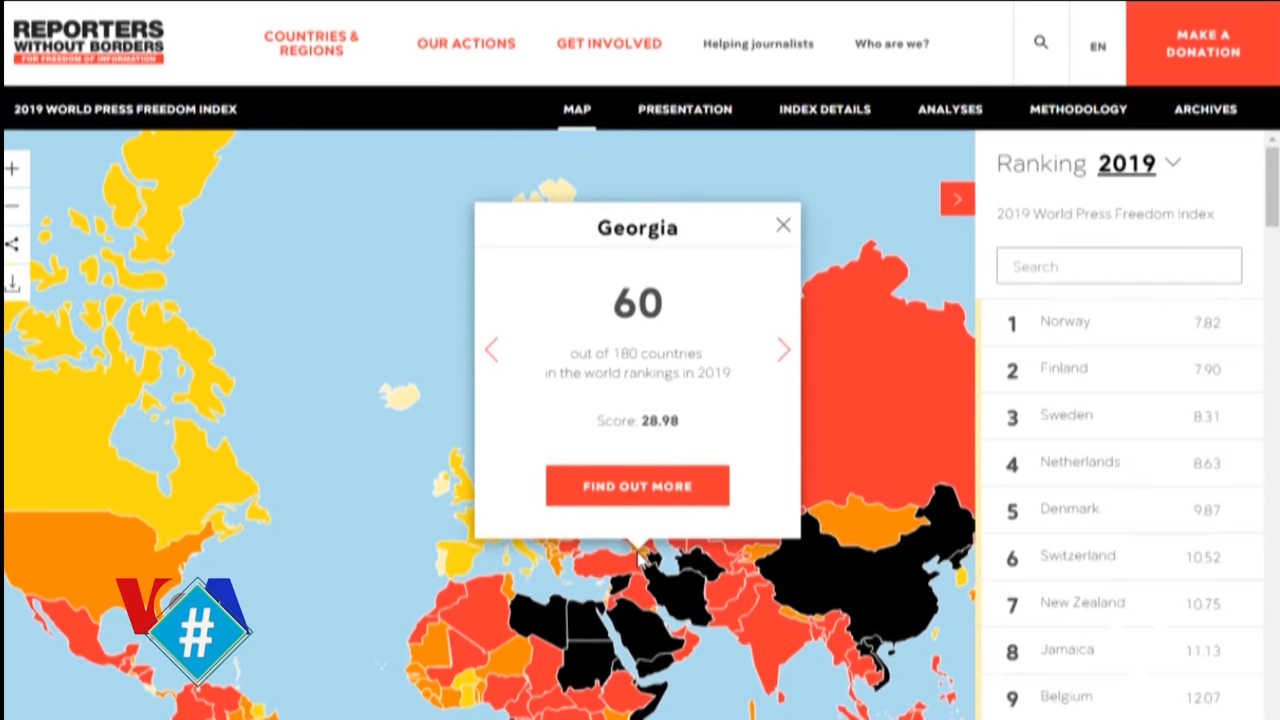 REPORTERS
WITHOUT BORDERS
FOR FREEDOM OF INFORMATION
COUNTRIES &
REGIONS
OUR ACTIONS
GET INVOLVED
Helping journalists
Who are we?
EN
MAKE A
DONATION
2019 WORLD PRESS FREEDOM INDEX
MAP
PRESENTATION
INDEX DETAILS
ANALYSES
METHODOLOGY
ARCHIVES
Georgia
60
out of 180 countries
in the world rankings in 2019
Score: 28.98
FIND OUT MORE
Ranking 2019
2019 World Press Freedom Index
Search
1 Norway 7.82
2 Finland 7.90
3 Sweden 8.31
4 Netherlands 8.63
5 Denmark 9.87
6 Switzerland 10.52
7 New Zealand 10.75
8 Jamaica 11.13
9 Belgium 12.07
VOA
#